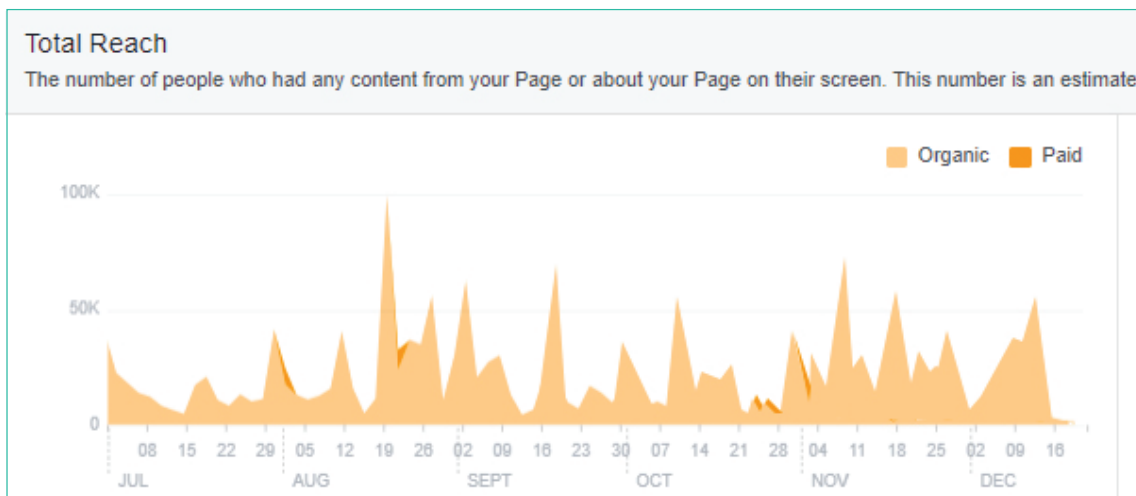 Total Reach
The number of people who had any content from your Page or about your Page on their screen. This number is an estimate
Organic Paid
100K
50K
0
08 15 22 29 05 12 19 26 02 09 16 23 30 07 14 21 28 04 11 18 25 02 09 16
JUL AUG SEPT OCT NOV DEC